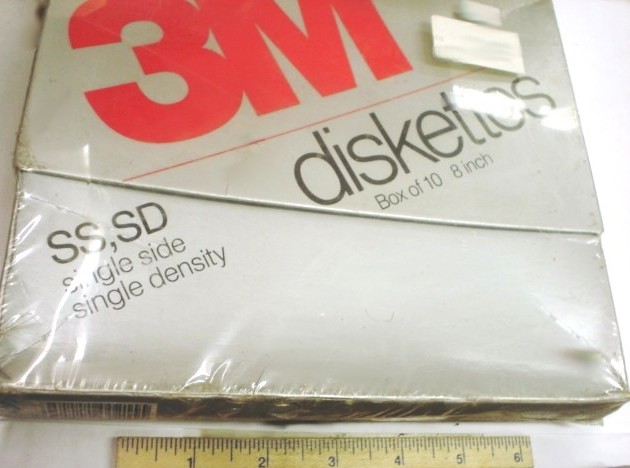 3M
diskettes
Box of 10 8 inch
SS,SD
single side
single density
1 2 3 4 5 6